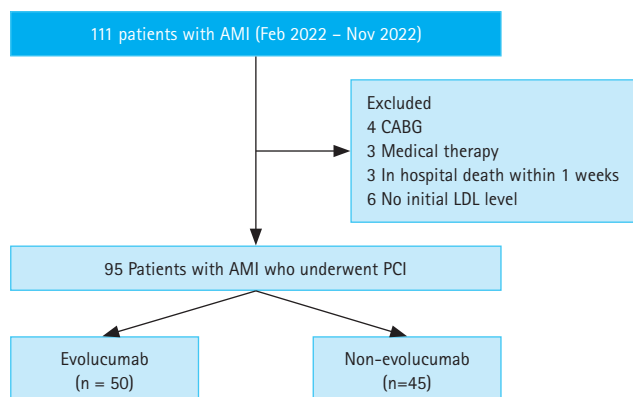 111 patients with AMI (Feb 2022 – Nov 2022)
Excluded
4 CABG
3 Medical therapy
3 In hospital death within 1 weeks
6 No initial LDL level
95 Patients with AMI who underwent PCI
Evolucumab
(n = 50)
Non-evolucumab
(n=45)